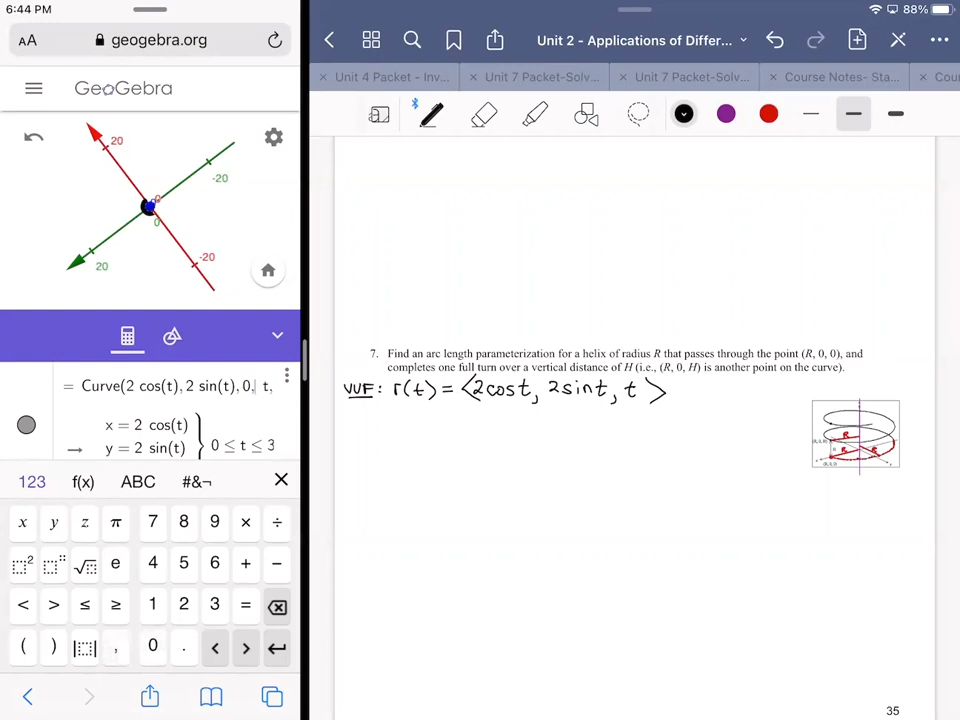 6:44 PM
88%
AA
geogebra.org
Unit 2 - Applications of Differ...
Unit 4 Packet - Inv...
Unit 7 Packet-Solv...
Unit 7 Packet-Solv...
Course Notes- Sta...
Cour
GeoGebra
20
-20
0
0
20
-20
= Curve(2 cos(t), 2 sin(t), 0, t,
x = 2 cos(t)
→ y = 2 sin(t) } 0 ≤ t ≤ 3
123 f(x) ABC #&¬
x y z π 7 8 9 × ÷
e 4 5 6 + −
< > ≤ ≥ 1 2 3 =
( ) , 0 . < >
7. Find an arc length parameterization for a helix of radius R that passes through the point (R, 0, 0), and
completes one full turn over a vertical distance of H (i.e., (R, 0, H) is another point on the curve).
VVF: r(t) = ⟨2cost, 2sint, t⟩
R
R
R
35